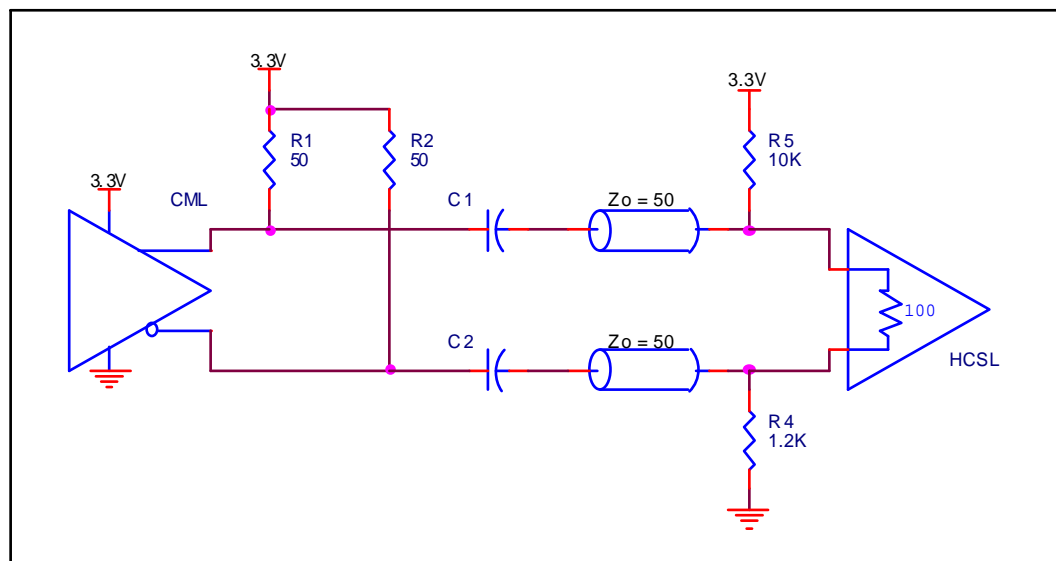 3.3V
3.3V
R1
50
R2
50
R5
10K
3.3V
CML
C1
Zo = 50
100
C2
Zo = 50
HCSL
R4
1.2K